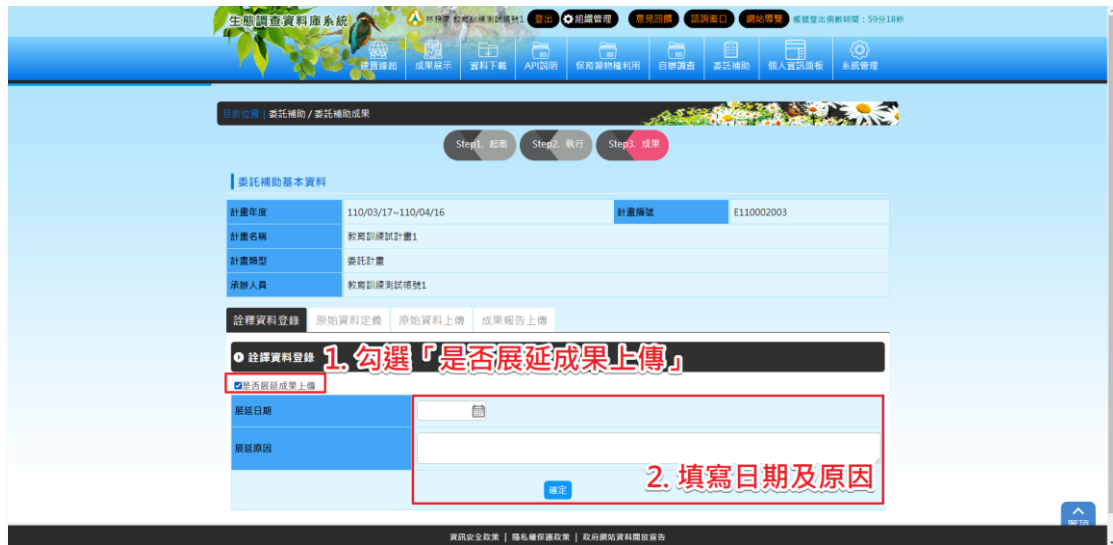 生態調查資料庫系統
登出 組織管理 意見回饋 諮詢窗口 網站導覽 帳號登出倒數時間:59分18秒
建置緣起 成果展示 資料下載 API說明 保育類物種利用 自辦調查 委託補助 個人資訊面板 系統管理
目前位置 | 委託補助 / 委託補助成果
Step1. 起案 Step2. 執行 Step3. 成果
委託補助基本資料
計畫年度 110/03/17~110/04/16 計畫編號 E110002003
計畫名稱 教育訓練試計畫1
計畫類型 委託計畫
承辦人員 教育訓練測試帳號1
詮釋資料登錄 原始資料定義 原始資料上傳 成果報告上傳
詮譯資料登錄
1. 勾選「是否展延成果上傳」
是否展延成果上傳
展延日期
展延原因
2. 填寫日期及原因
確定
置頂
資訊安全政策 | 隱私權保護政策 | 政府網站資料開放宣告